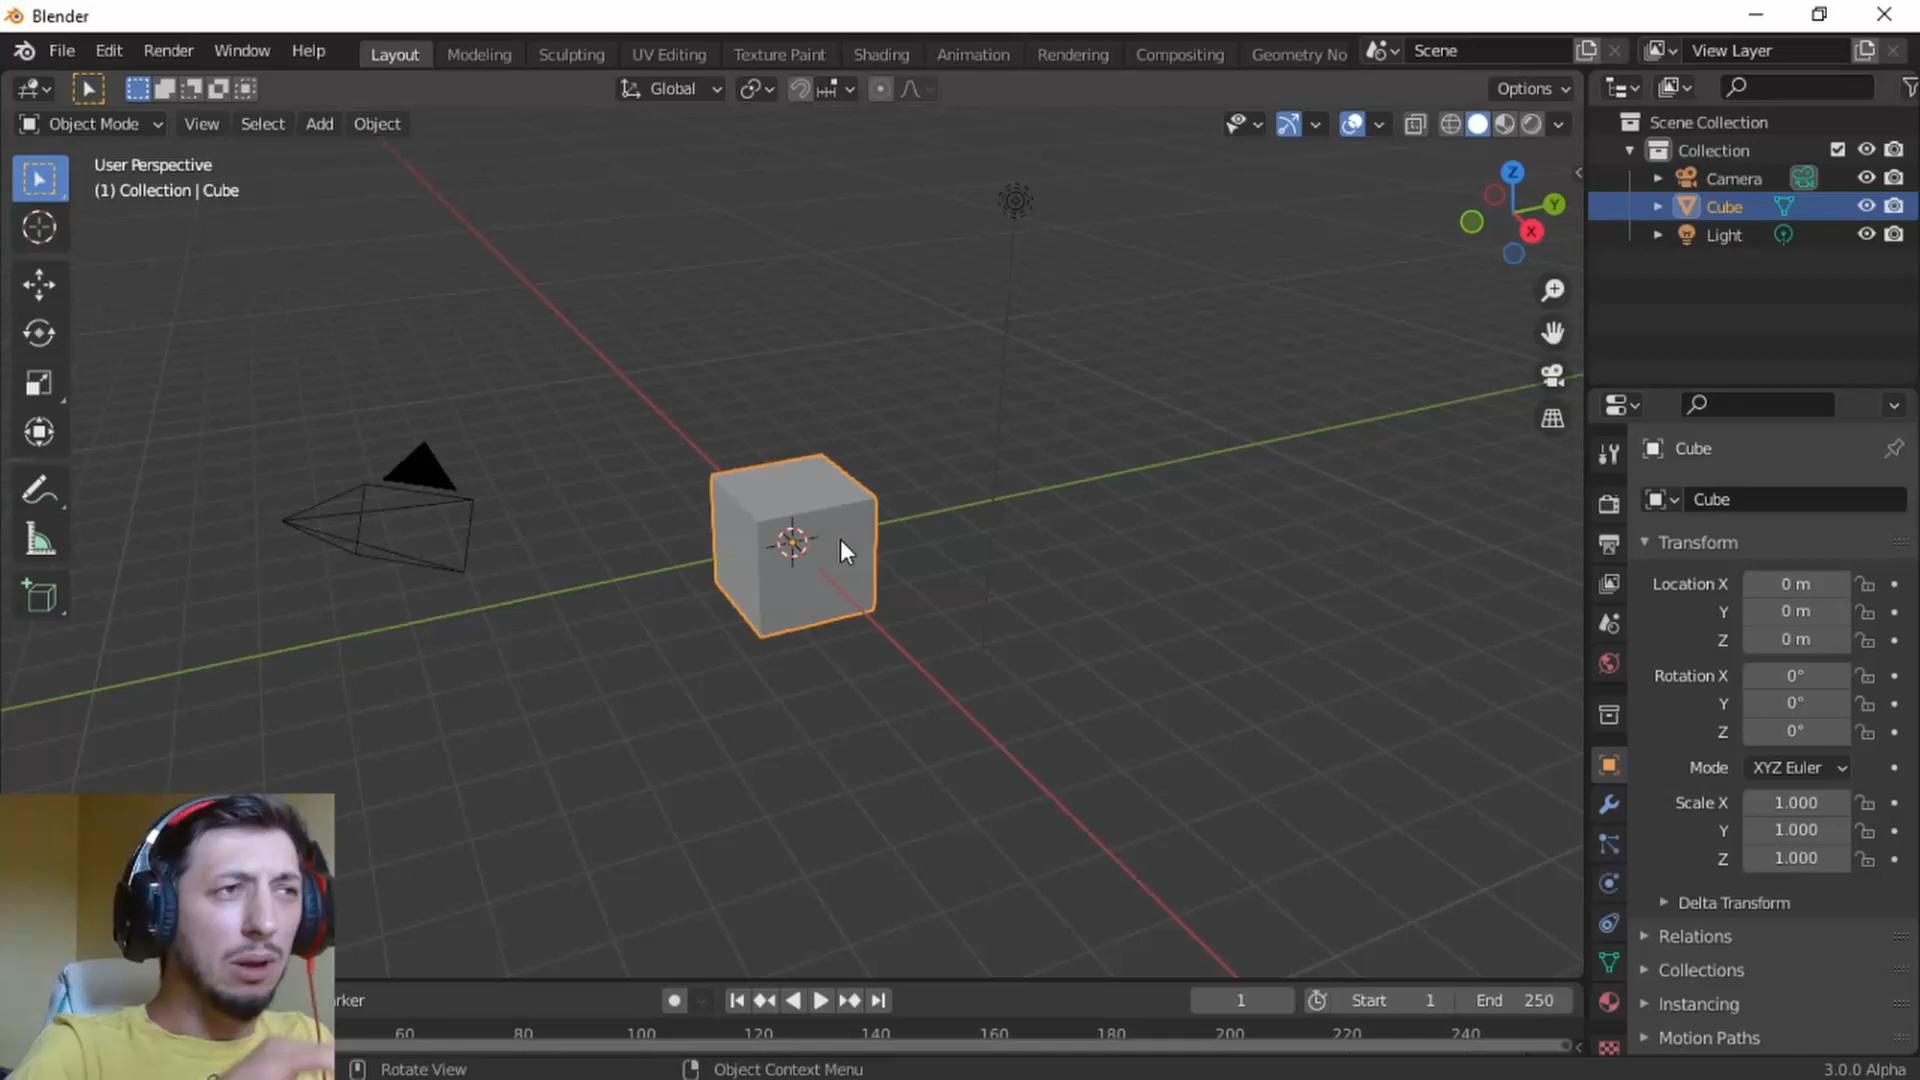 Blender
File Edit Render Window Help Layout Modeling Sculpting UV Editing Texture Paint Shading Animation Rendering Compositing Geometry No Scene View Layer
Global Options
Object Mode View Select Add Object
User Perspective
(1) Collection | Cube
Z
Y
X
Scene Collection
Collection
Camera
Cube
Light
Cube
Cube
Transform
Location X 0 m
Y 0 m
Z 0 m
Rotation X 0°
Y 0°
Z 0°
Mode XYZ Euler
Scale X 1.000
Y 1.000
Z 1.000
Delta Transform
Relations
Collections
Instancing
Motion Paths
rker 1 Start 1 End 250
60 80 100 120 140 160 180 200 220 240
Rotate View Object Context Menu 3.0.0 Alpha